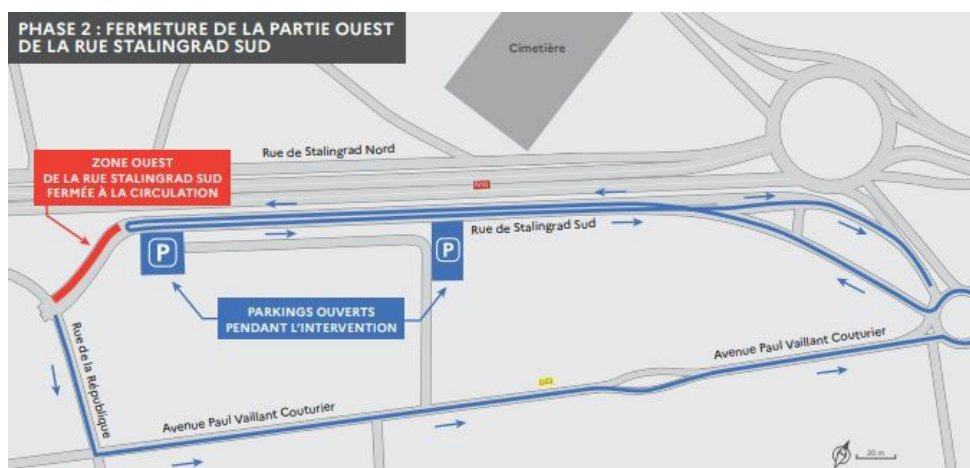 PHASE 2 : FERMETURE DE LA PARTIE OUEST
DE LA RUE STALINGRAD SUD
Cimetière
Rue de Stalingrad Nord
ZONE OUEST
DE LA RUE STALINGRAD SUD
FERMÉE À LA CIRCULATION
N10
Rue de Stalingrad Sud
P
P
PARKINGS OUVERTS
PENDANT L'INTERVENTION
Rue de la République
Avenue Paul Vaillant Couturier
D23
Avenue Paul Vaillant Couturier
N
20 m